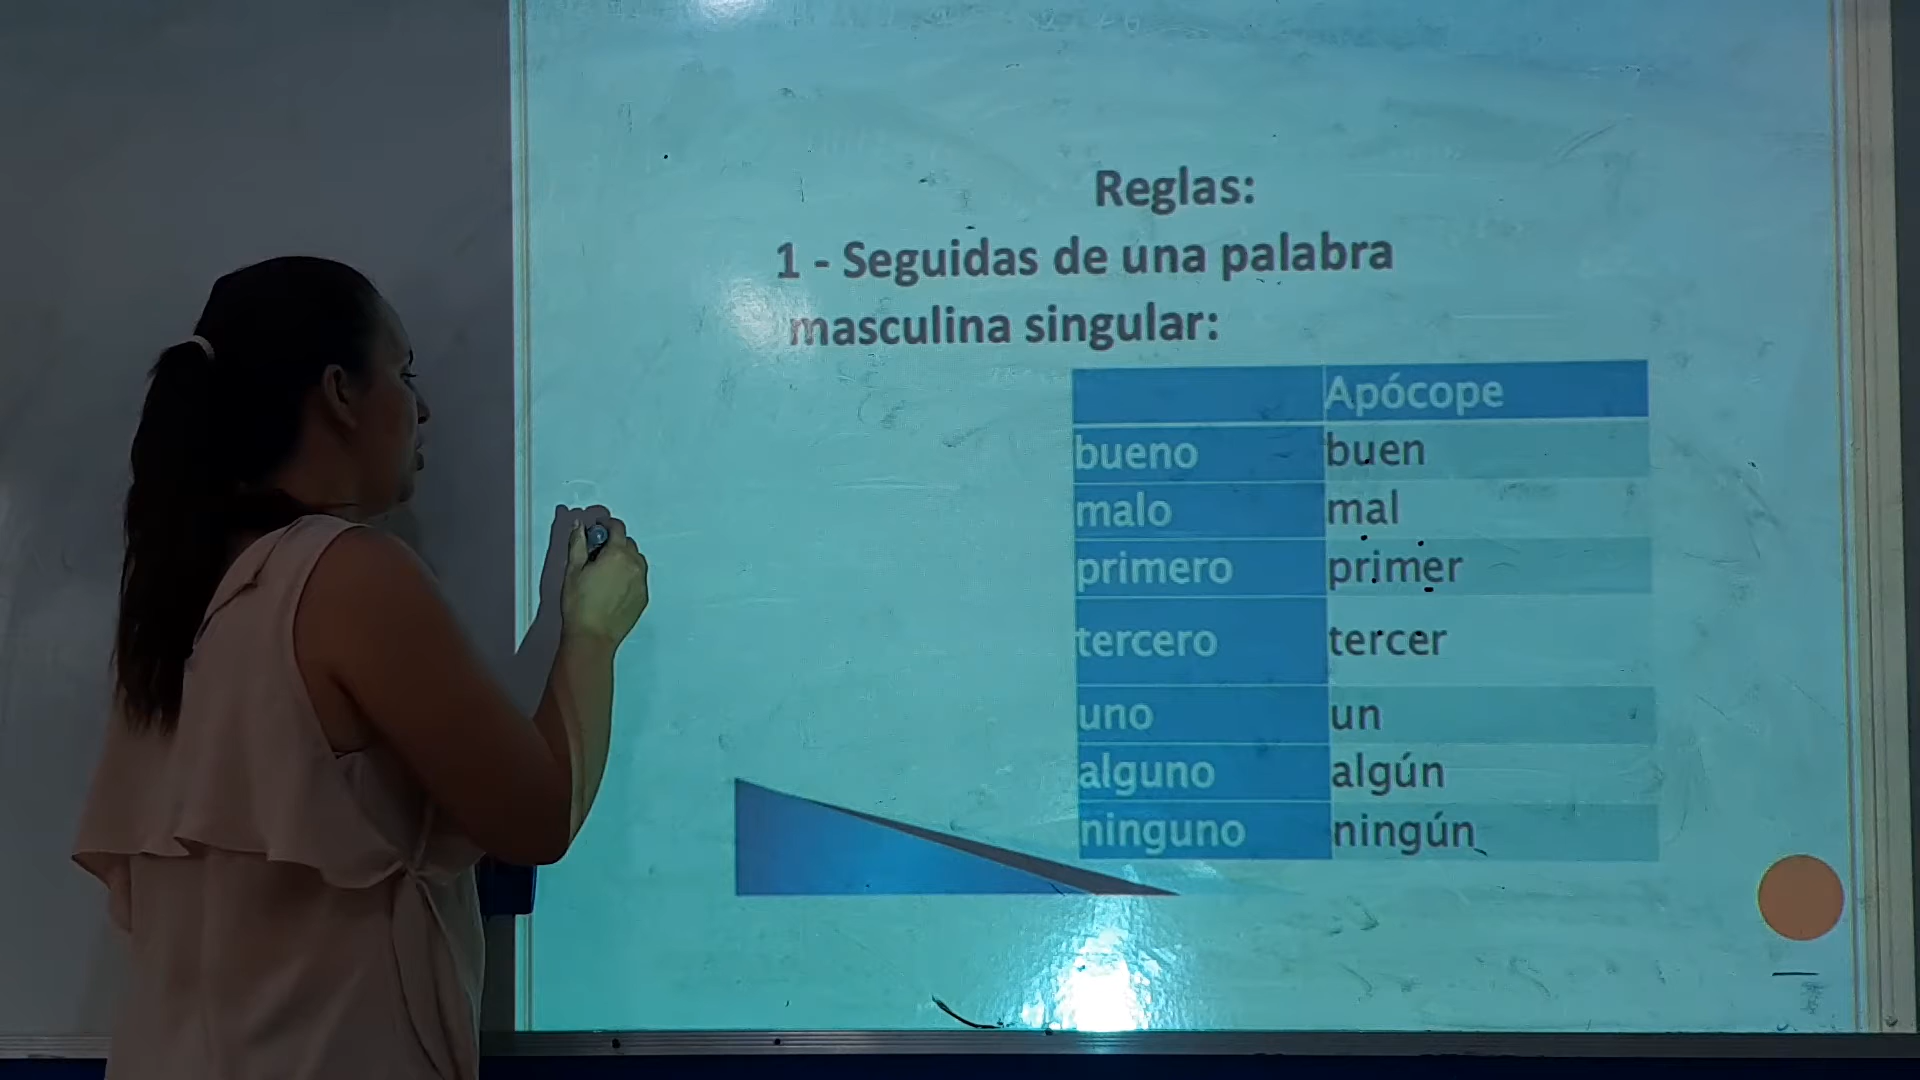 Reglas:
1 - Seguidas de una palabra
masculina singular:
Apócope
bueno buen
malo mal
primero primer
tercero tercer
uno un
alguno algún
ninguno ningún